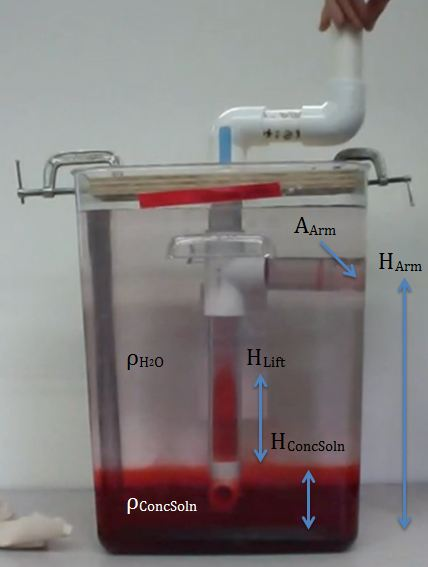 A_Arm
H_Arm
ρ_H2O
H_Lift
H_ConcSoln
ρ_ConcSoln